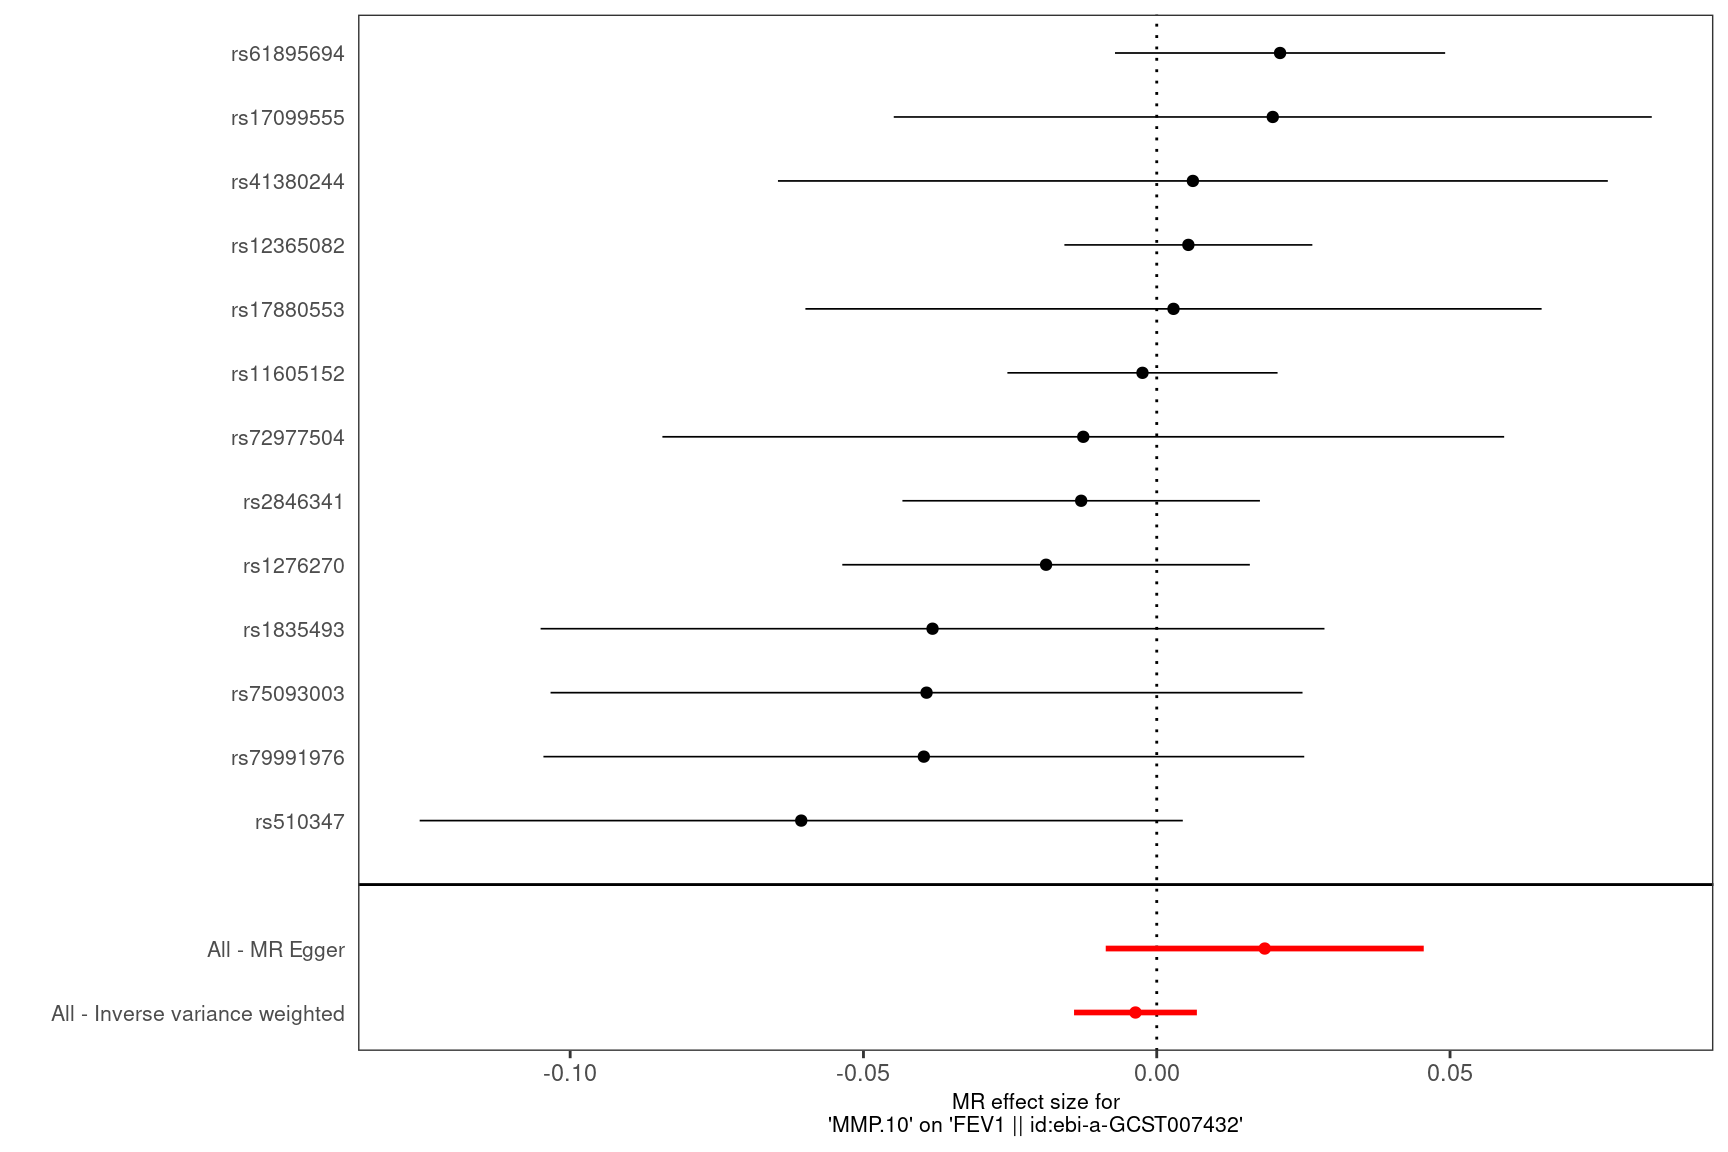 rs61895694
rs17099555
rs41380244
rs12365082
rs17880553
rs11605152
rs72977504
rs2846341
rs1276270
rs1835493
rs75093003
rs79991976
rs510347
All - MR Egger
All - Inverse variance weighted
-0.10 -0.05 0.00 0.05
MR effect size for
'MMP.10' on 'FEV1 || id:ebi-a-GCST007432'